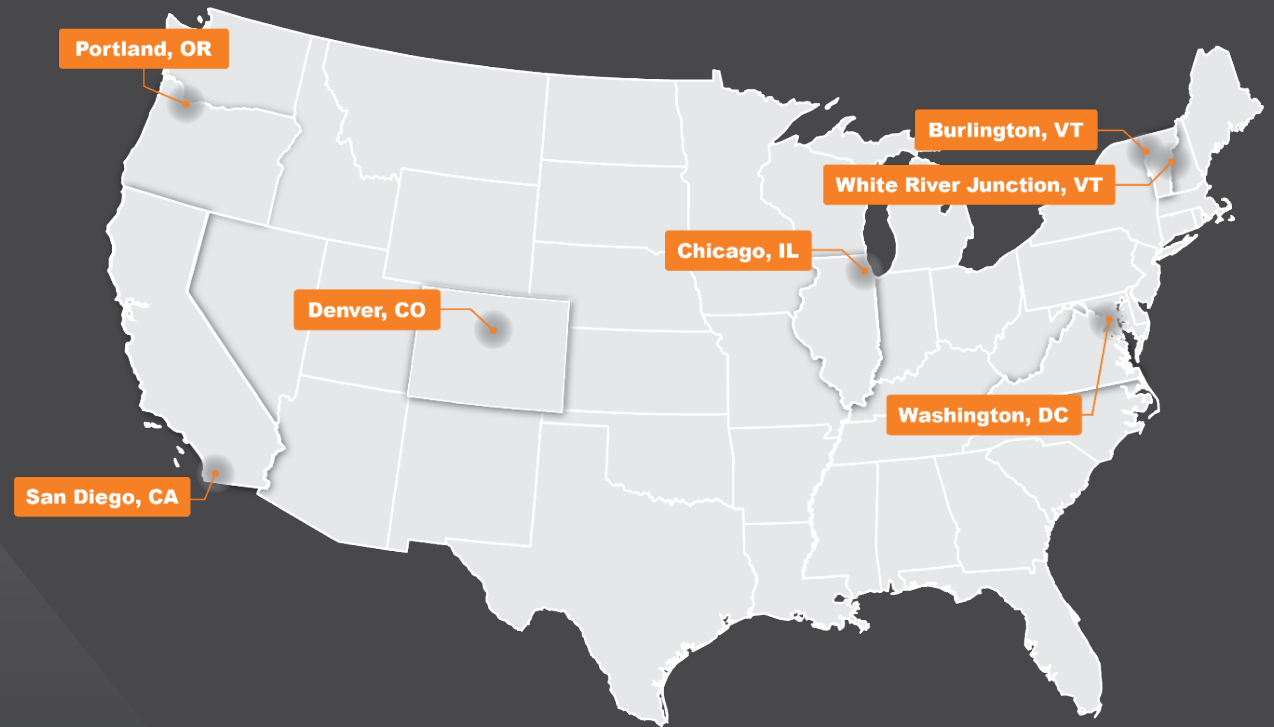 Portland, OR
Burlington, VT
White River Junction, VT
Chicago, IL
Denver, CO
Washington, DC
San Diego, CA